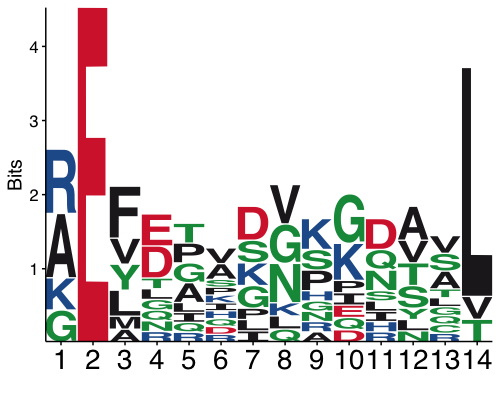 Bits
4
3
2
1
R A K G
E
F V Y L M A
E D T L G Q N
T P G A
V A S K
D S K G P L
V G N K L Q
K S P H G N R A
G K P I E Q D
D Q N S
A V T S Y L N
V S A T
L V T
1 2 3 4 5 6 7 8 9 10 11 12 13 14